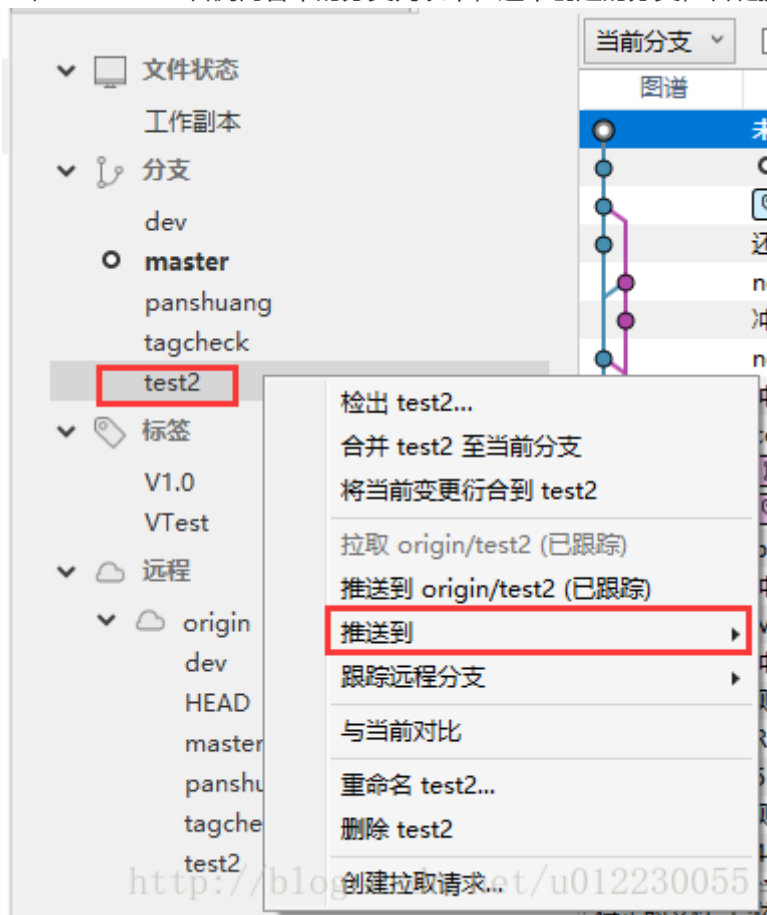 文件状态
工作副本
分支
dev
master
panshuang
tagcheck
test2
标签
V1.0
VTest
远程
origin
dev
HEAD
master
panshu
tagche
test2
当前分支
图谱
检出 test2...
合并 test2 至当前分支
将当前变更衍合到 test2
拉取 origin/test2 (已跟踪)
推送到 origin/test2 (已跟踪)
推送到
跟踪远程分支
与当前对比
重命名 test2...
删除 test2
创建拉取请求...